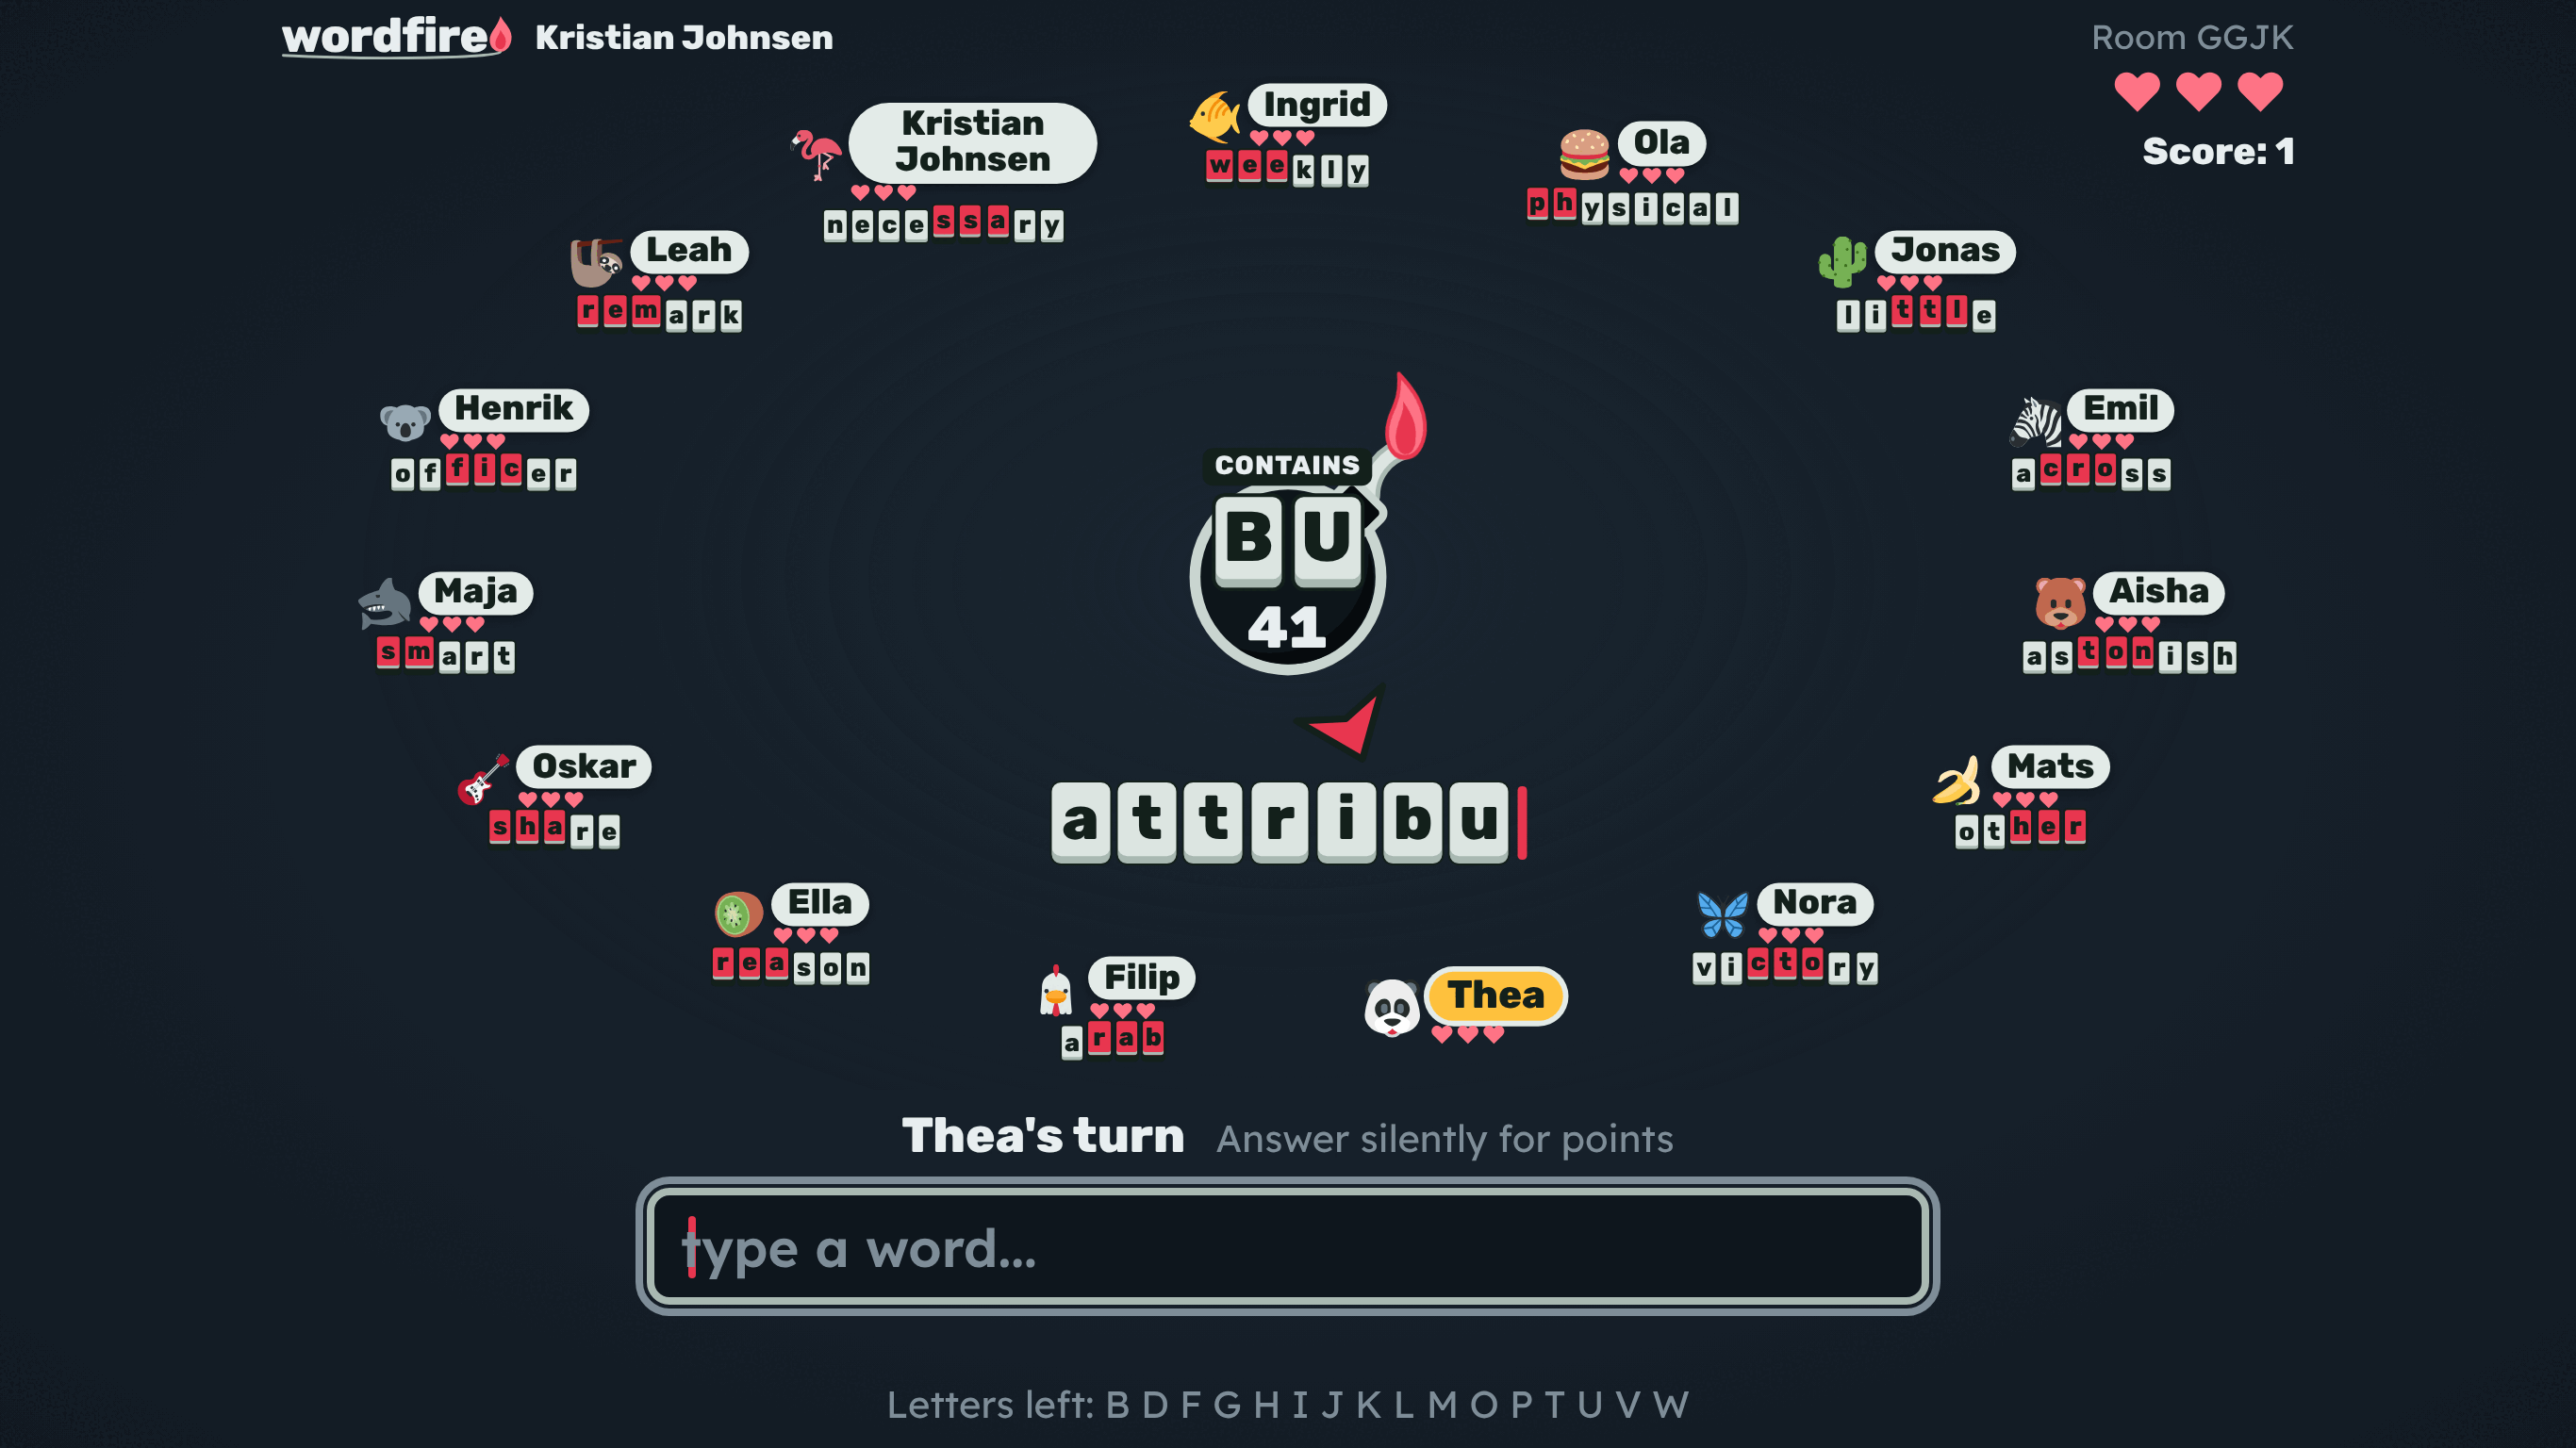 wordfire Kristian Johnsen
Room GGJK
Score: 1
Kristian
Johnsen
necessary
Ingrid
weekly
Ola
physical
Leah
remark
Jonas
little
Henrik
officer
Emil
across
CONTAINS
B U
41
Maja
smart
Aisha
astonish
Oskar
share
Mats
other
attribu
Ella
reason
Nora
victory
Filip
arab
Thea
Thea's turn Answer silently for points
type a word...
Letters left: B D F G H I J K L M O P T U V W